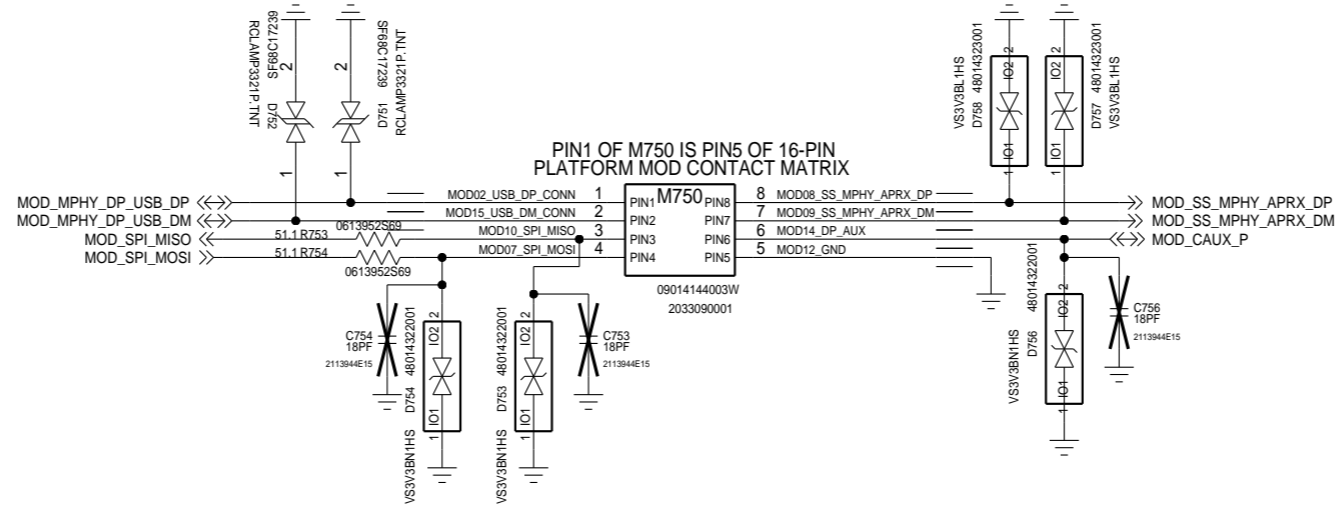 SF68C17239
RCLAMP3321P.TNT
2
D752
1
2
SF68C17239
D751
RCLAMP3321P.TNT
1
VS3V3BL1HS
D758 48014323001
IO2 2
1 IO1
IO2 2
1 IO1
D757 48014323001
VS3V3BL1HS
PIN1 OF M750 IS PIN5 OF 16-PIN
PLATFORM MOD CONTACT MATRIX
MOD_MPHY_DP_USB_DP
MOD_MPHY_DP_USB_DM
MOD_SPI_MISO
MOD_SPI_MOSI
0613952S69
51.1 R753
51.1 R754
0613952S69
MOD02_USB_DP_CONN 1
MOD15_USB_DM_CONN 2
MOD10_SPI_MISO 3
MOD07_SPI_MOSI 4
M750
PIN1 PIN8
PIN2 PIN7
PIN3 PIN6
PIN4 PIN5
8 MOD08_SS_MPHY_APRX_DP
7 MOD09_SS_MPHY_APRX_DM
6 MOD14_DP_AUX
5 MOD12_GND
09014144003W
2033090001
MOD_SS_MPHY_APRX_DP
MOD_SS_MPHY_APRX_DM
MOD_CAUX_P
C754
18PF
2113944E15
VS3V3BN1HS
D754 48014322001
1 IO1 IO2 2
VS3V3BN1HS
D753 48014322001
1 IO1 IO2 2
C753
18PF
2113944E15
VS3V3BN1HS
D756 48014322001
1 IO1 IO2 2
C756
18PF
2113944E15